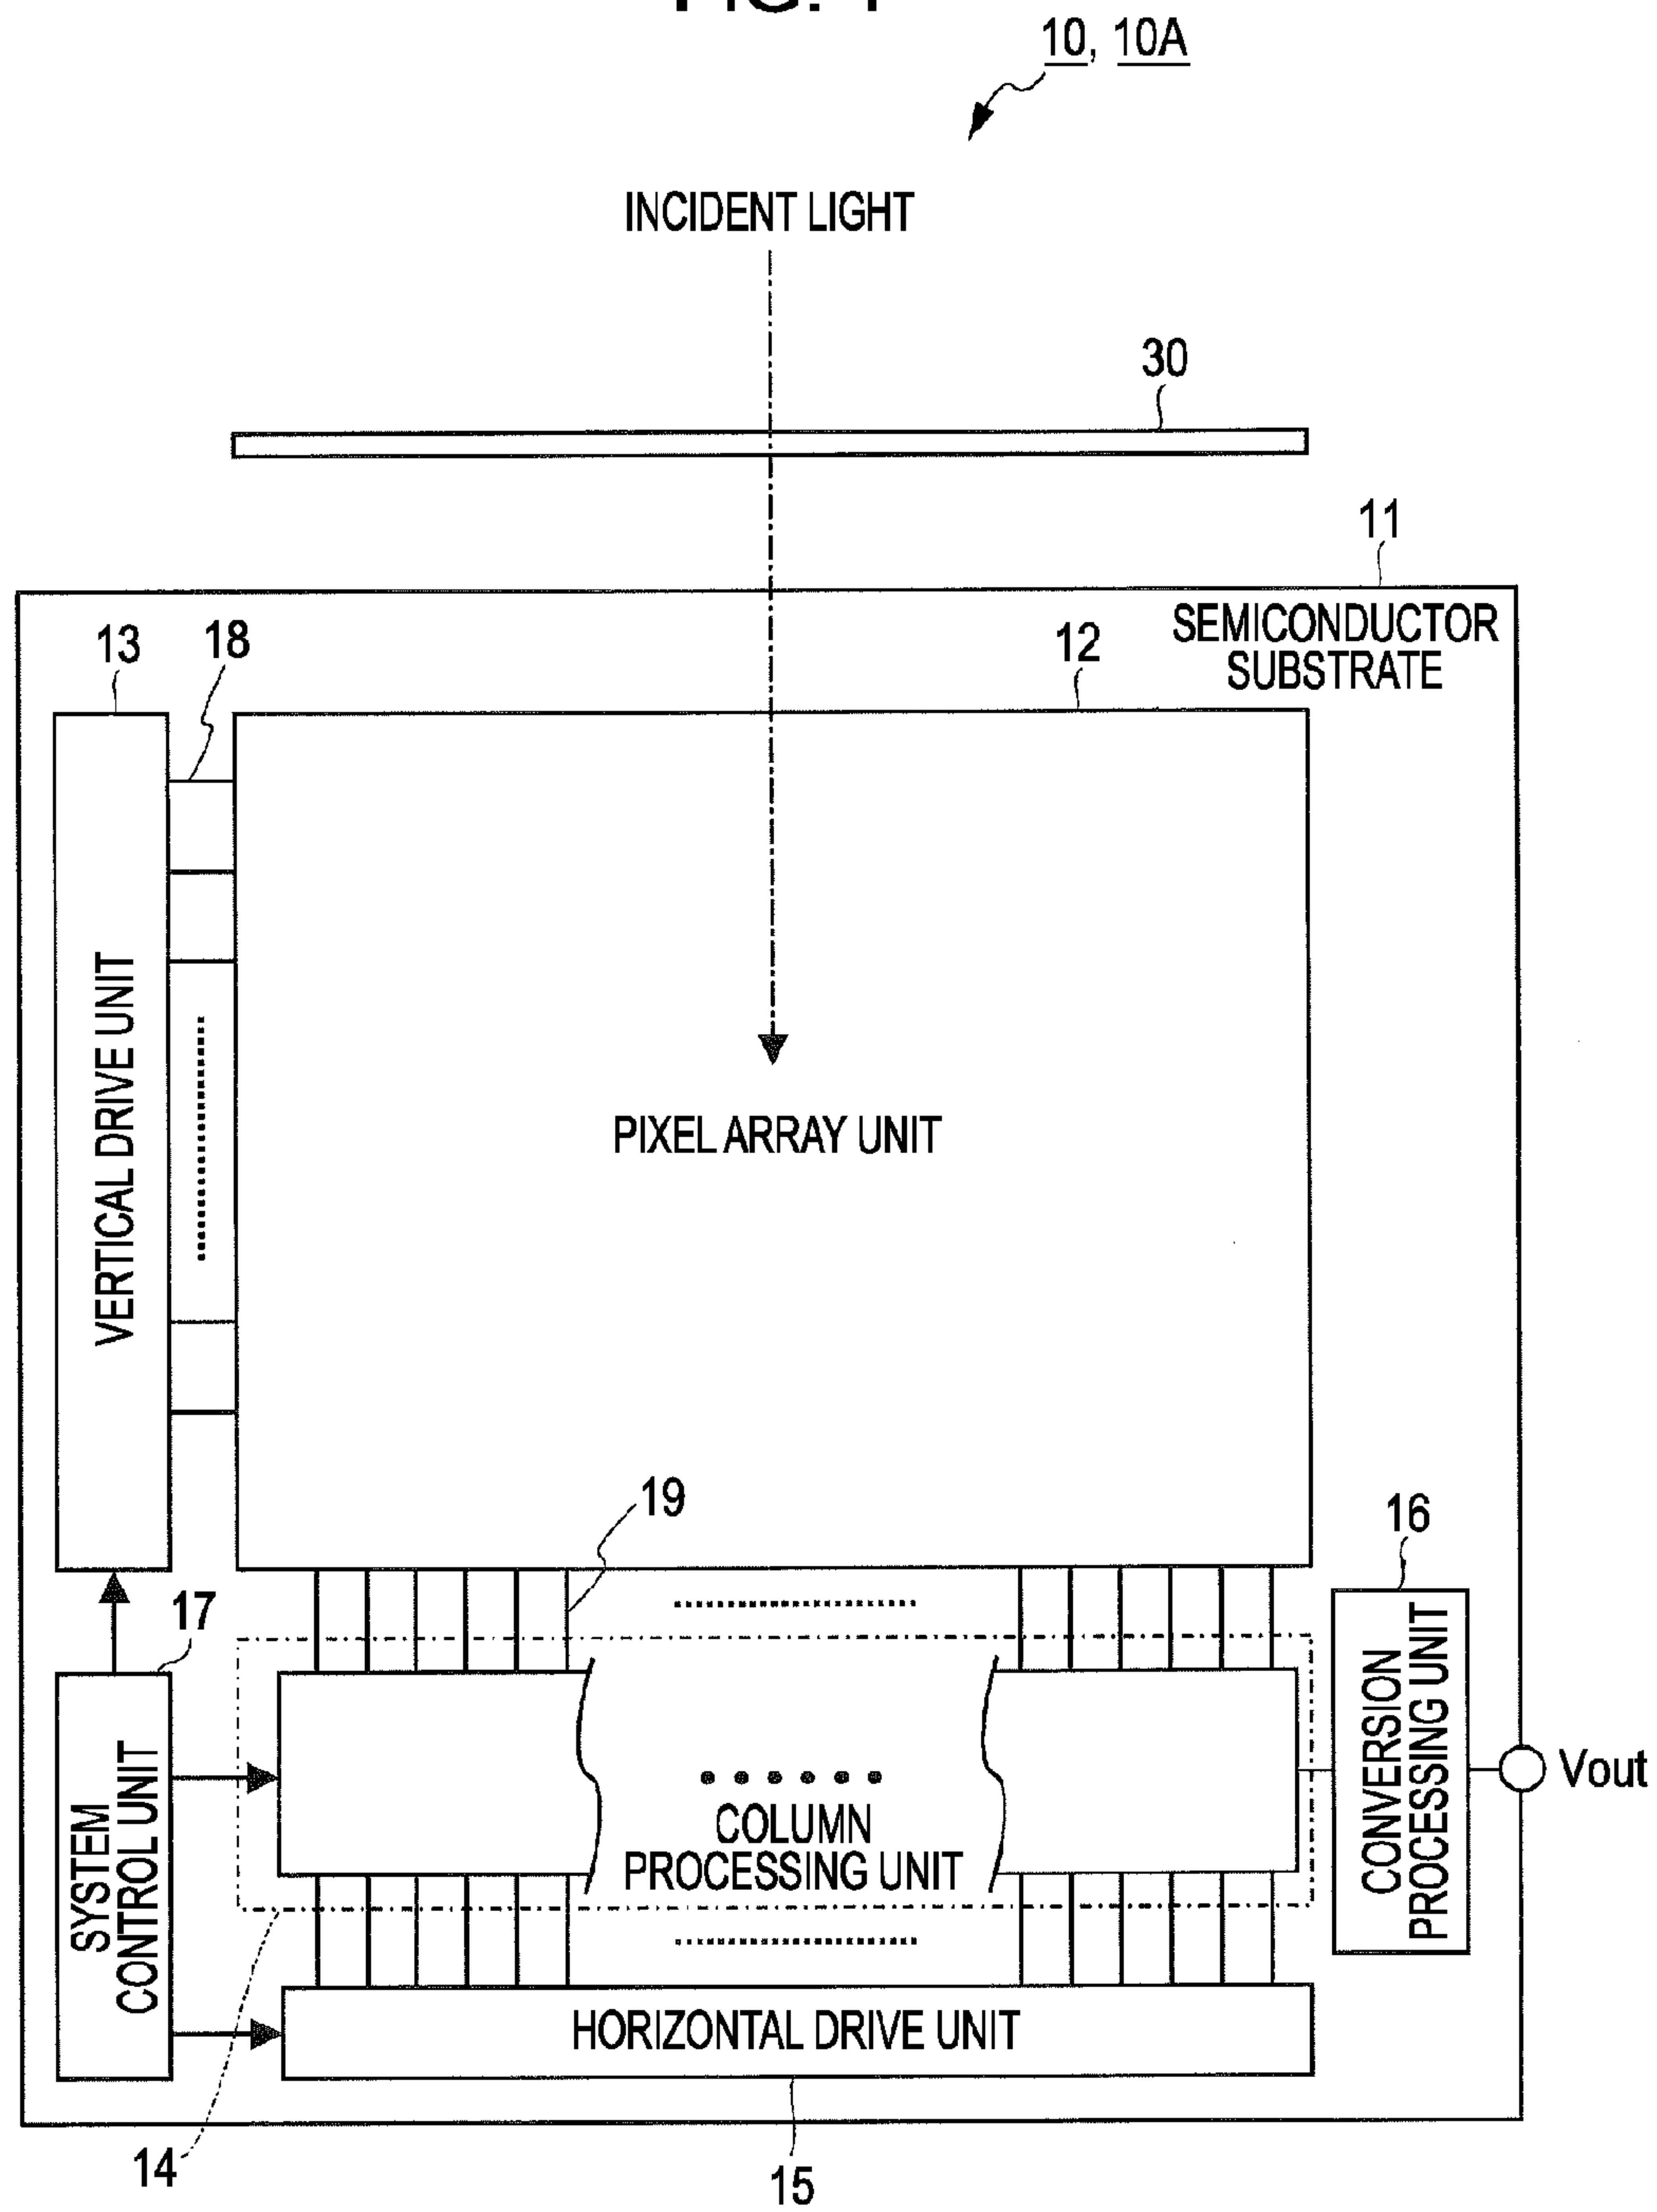 10, 10A
INCIDENT LIGHT
30
11
SEMICONDUCTOR
SUBSTRATE
13
18
12
VERTICAL DRIVE UNIT
PIXEL ARRAY UNIT
19
16
17
CONVERSION
PROCESSING UNIT
Vout
SYSTEM
CONTROL UNIT
COLUMN
PROCESSING UNIT
HORIZONTAL DRIVE UNIT
14
15